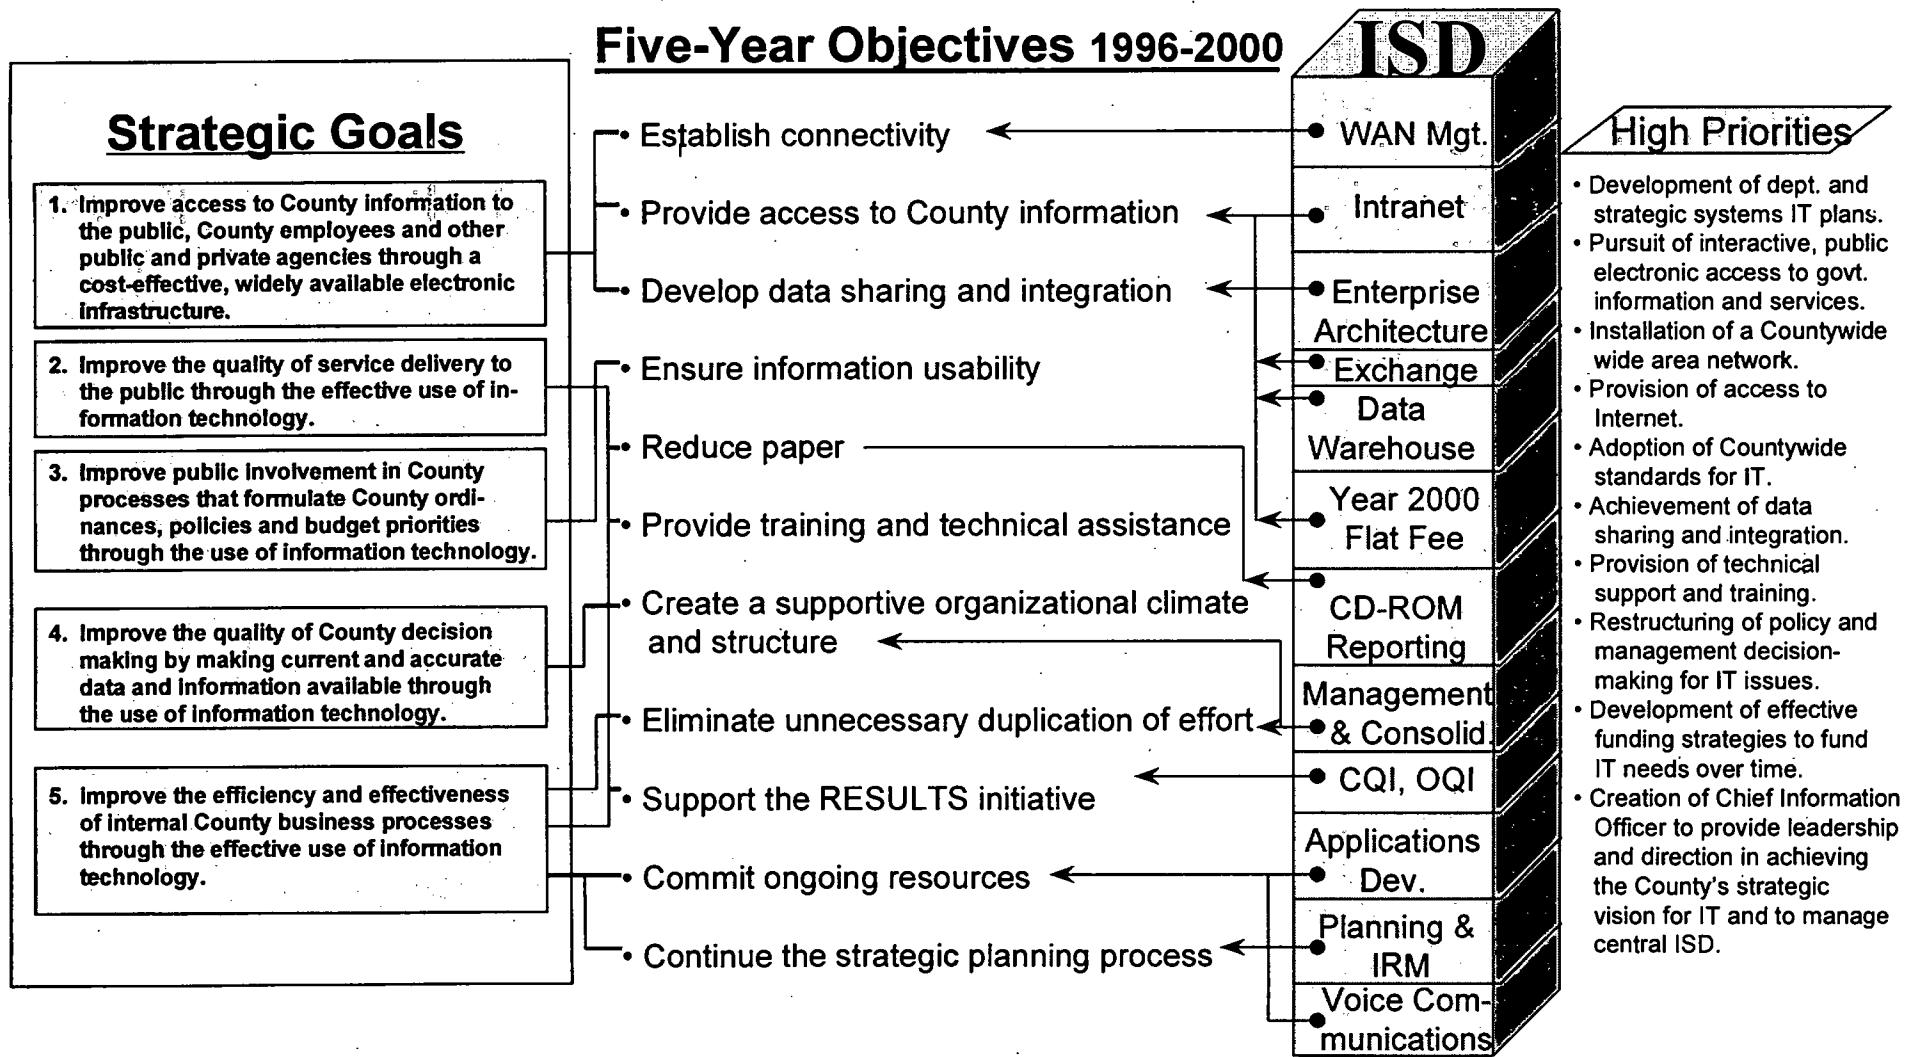 Five-Year Objectives 1996-2000
Strategic Goals
1. Improve access to County information to
the public, County employees and other
public and private agencies through a
cost-effective, widely available electronic
infrastructure.
2. Improve the quality of service delivery to
the public through the effective use of in-
formation technology.
3. Improve public involvement in County
processes that formulate County ordi-
nances, policies and budget priorities
through the use of information technology.
4. Improve the quality of County decision
making by making current and accurate
data and information available through
the use of information technology.
5. Improve the efficiency and effectiveness
of internal County business processes
through the effective use of information
technology.
• Establish connectivity
• Provide access to County information
• Develop data sharing and integration
• Ensure information usability
• Reduce paper
• Provide training and technical assistance
• Create a supportive organizational climate
and structure
• Eliminate unnecessary duplication of effort
• Support the RESULTS initiative
• Commit ongoing resources
• Continue the strategic planning process
ISD
WAN Mgt.
Intranet
Enterprise
Architecture
Exchange
Data
Warehouse
Year 2000
Flat Fee
CD-ROM
Reporting
Management
& Consolid.
CQI, OQI
Applications
Dev.
Planning &
IRM
Voice Com-
munications
High Priorities
• Development of dept. and
strategic systems IT plans.
• Pursuit of interactive, public
electronic access to govt.
information and services.
• Installation of a Countywide
wide area network.
• Provision of access to
Internet.
• Adoption of Countywide
standards for IT.
• Achievement of data
sharing and integration.
• Provision of technical
support and training.
• Restructuring of policy and
management decision-
making for IT issues.
• Development of effective
funding strategies to fund
IT needs over time.
• Creation of Chief Information
Officer to provide leadership
and direction in achieving
the County's strategic
vision for IT and to manage
central ISD.